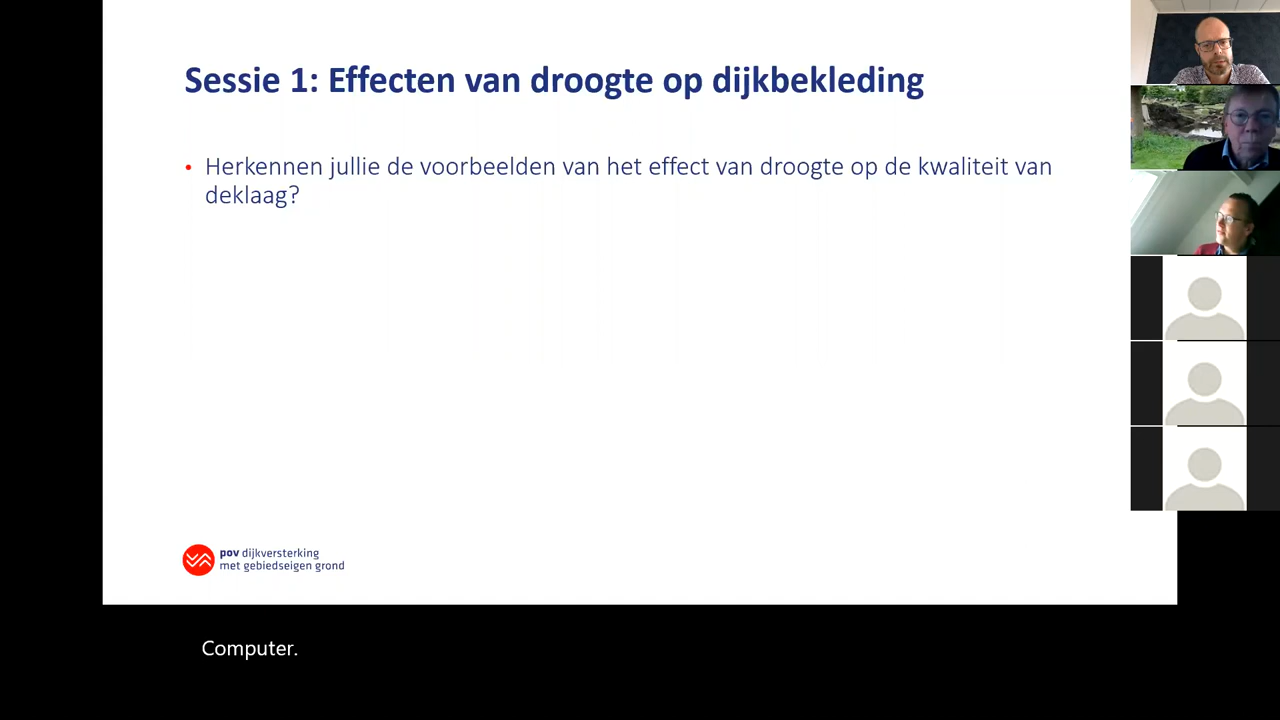 Sessie 1: Effecten van droogte op dijkbekleding
• Herkennen jullie de voorbeelden van het effect van droogte op de kwaliteit van
deklaag?
pov dijkversterking
met gebiedseigen grond
Computer.